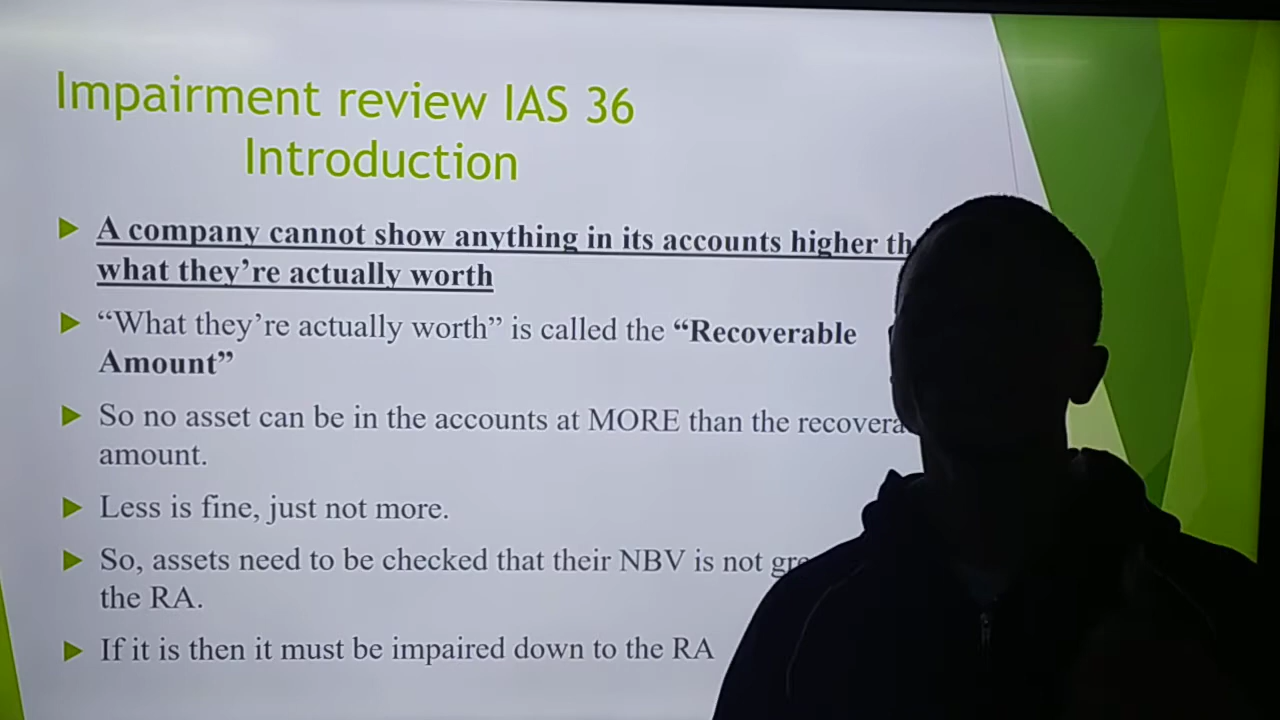 Impairment review IAS 36
Introduction
A company cannot show anything in its accounts higher
what they’re actually worth
“What they’re actually worth” is called the “Recoverable
Amount”
So no asset can be in the accounts at MORE than the
amount.
Less is fine, just not more.
So, assets need to be checked that their NBV is not
the RA.
If it is then it must be impaired down to the RA